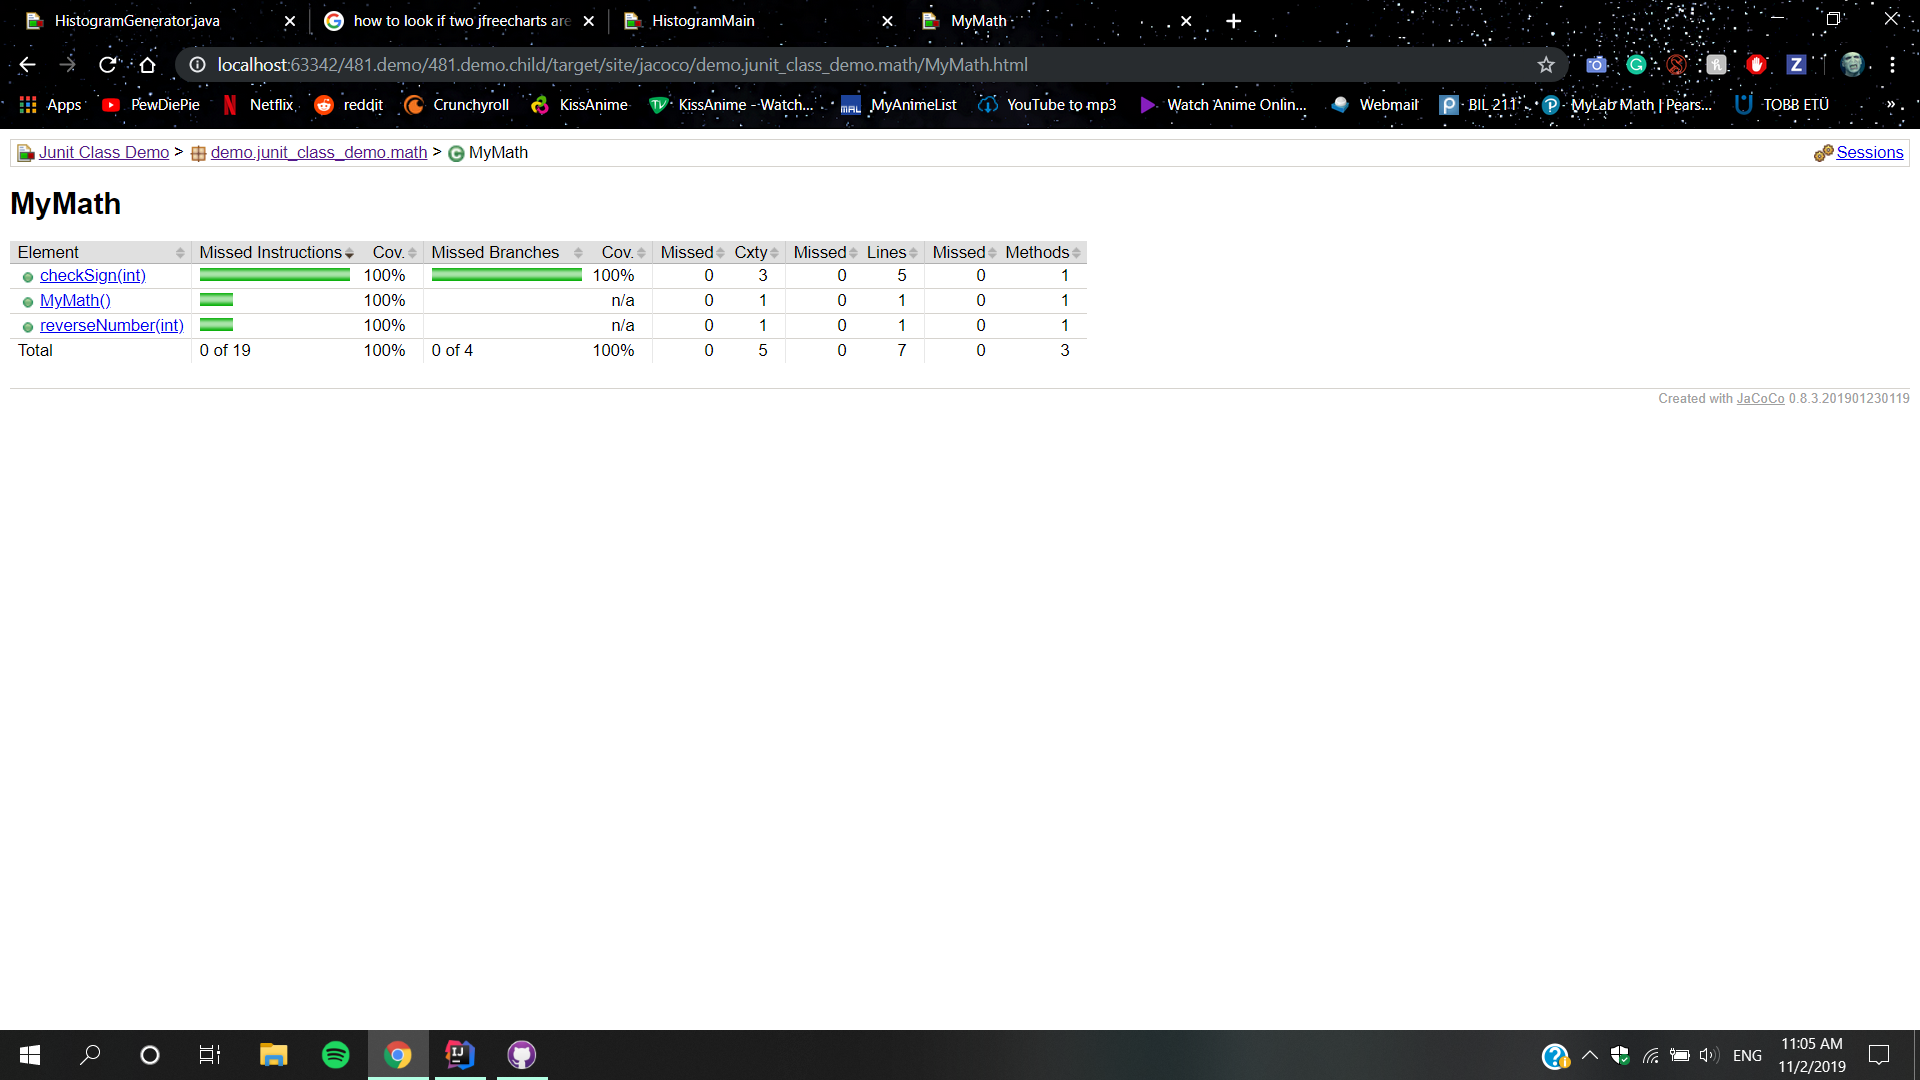 HistogramGenerator.java
how to look if two jfreecharts are
HistogramMain
MyMath
localhost:63342/481.demo/481.demo.child/target/site/jacoco/demo.junit_class_demo.math/MyMath.html
Apps PewDiePie Netflix reddit Crunchyroll KissAnime KissAnime - Watch... MyAnimeList YouTube to mp3 Watch Anime Onlin... Webmail BIL 211 MyLab Math | Pears... TOBB ETÜ »
Junit Class Demo > demo.junit_class_demo.math > MyMath Sessions
MyMath
Element Missed Instructions Cov. Missed Branches Cov. Missed Cxty Missed Lines Missed Methods
checkSign(int) 100% 100% 0 3 0 5 0 1
MyMath() 100% n/a 0 1 0 1 0 1
reverseNumber(int) 100% n/a 0 1 0 1 0 1
Total 0 of 19 100% 0 of 4 100% 0 5 0 7 0 3
Created with JaCoCo 0.8.3.201901230119
ENG
11:05 AM
11/2/2019